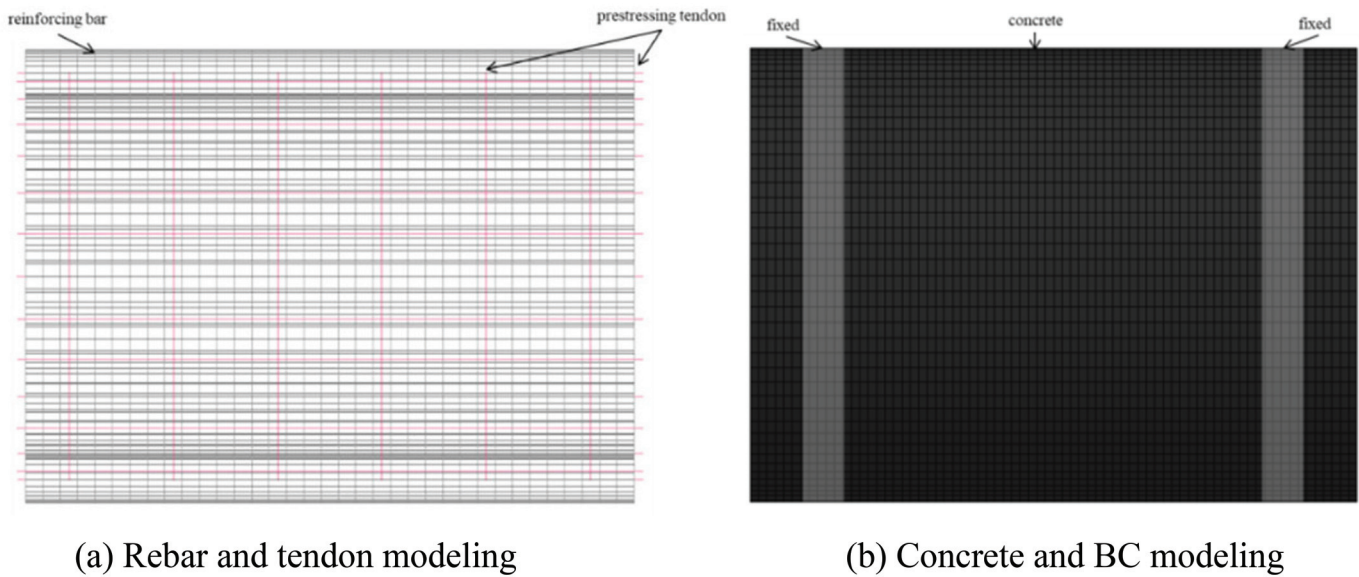 reinforcing bar
prestressing tendon
fixed
concrete
fixed
(a) Rebar and tendon modeling
(b) Concrete and BC modeling